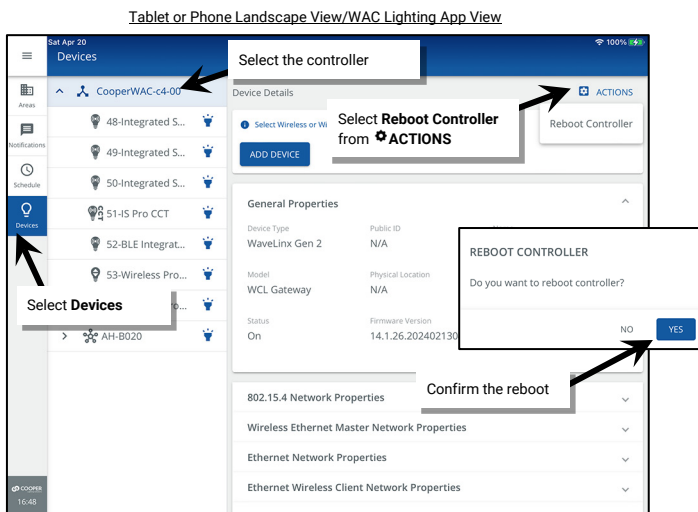 Tablet or Phone Landscape View/WAC Lighting App View
Sat Apr 20
100%
Devices
Select the controller
Areas
Notifications
Schedule
Devices
COOPER
16:48
CooperWAC-c4-00
48-Integrated S...
49-Integrated S...
50-Integrated S...
51-IS Pro CCT
52-BLE Integrat...
53-Wireless Pro...
o...
AH-B020
Select Devices
Device Details
ACTIONS
Reboot Controller
Select Wireless or Wi
ADD DEVICE
Select Reboot Controller
from ACTIONS
General Properties
Device Type
WaveLinx Gen 2
Public ID
N/A
Model
WCL Gateway
Physical Location
N/A
Status
On
Firmware Version
14.1.26.202402130
REBOOT CONTROLLER
Do you want to reboot controller?
NO
YES
Confirm the reboot
802.15.4 Network Properties
Wireless Ethernet Master Network Properties
Ethernet Network Properties
Ethernet Wireless Client Network Properties